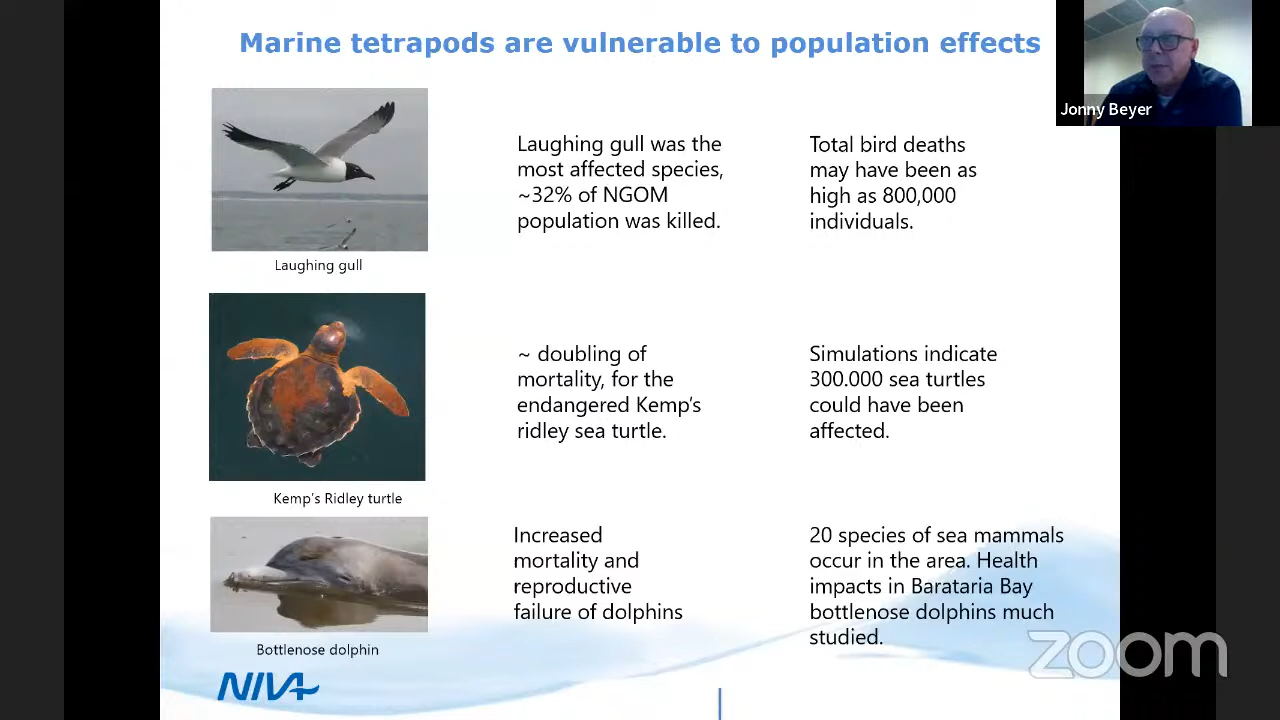 Marine tetrapods are vulnerable to population effects
Jonny Beyer
Laughing gull was the
most affected species,
~32% of NGOM
population was killed.
Total bird deaths
may have been as
high as 800,000
individuals.
Laughing gull
~ doubling of
mortality, for the
endangered Kemp's
ridley sea turtle.
Simulations indicate
300.000 sea turtles
could have been
affected.
Kemp's Ridley turtle
Increased
mortality and
reproductive
failure of dolphins
20 species of sea mammals
occur in the area. Health
impacts in Barataria Bay
bottlenose dolphins much
studied.
Bottlenose dolphin
NIVA
zoom